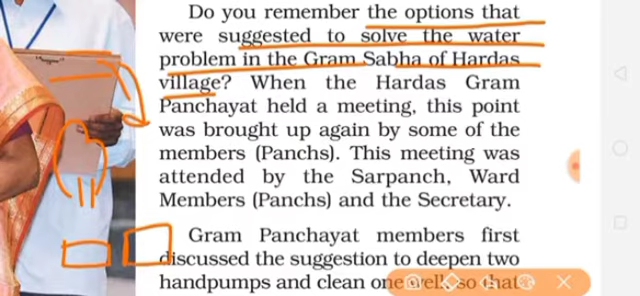 Do you remember the options that
were suggested to solve the water
problem in the Gram Sabha of Hardas
village? When the Hardas Gram
Panchayat held a meeting, this point
was brought up again by some of the
members (Panchs). This meeting was
attended by the Sarpanch, Ward
Members (Panchs) and the Secretary.
Gram Panchayat members first
discussed the suggestion to deepen two
handpumps and clean one well, so that